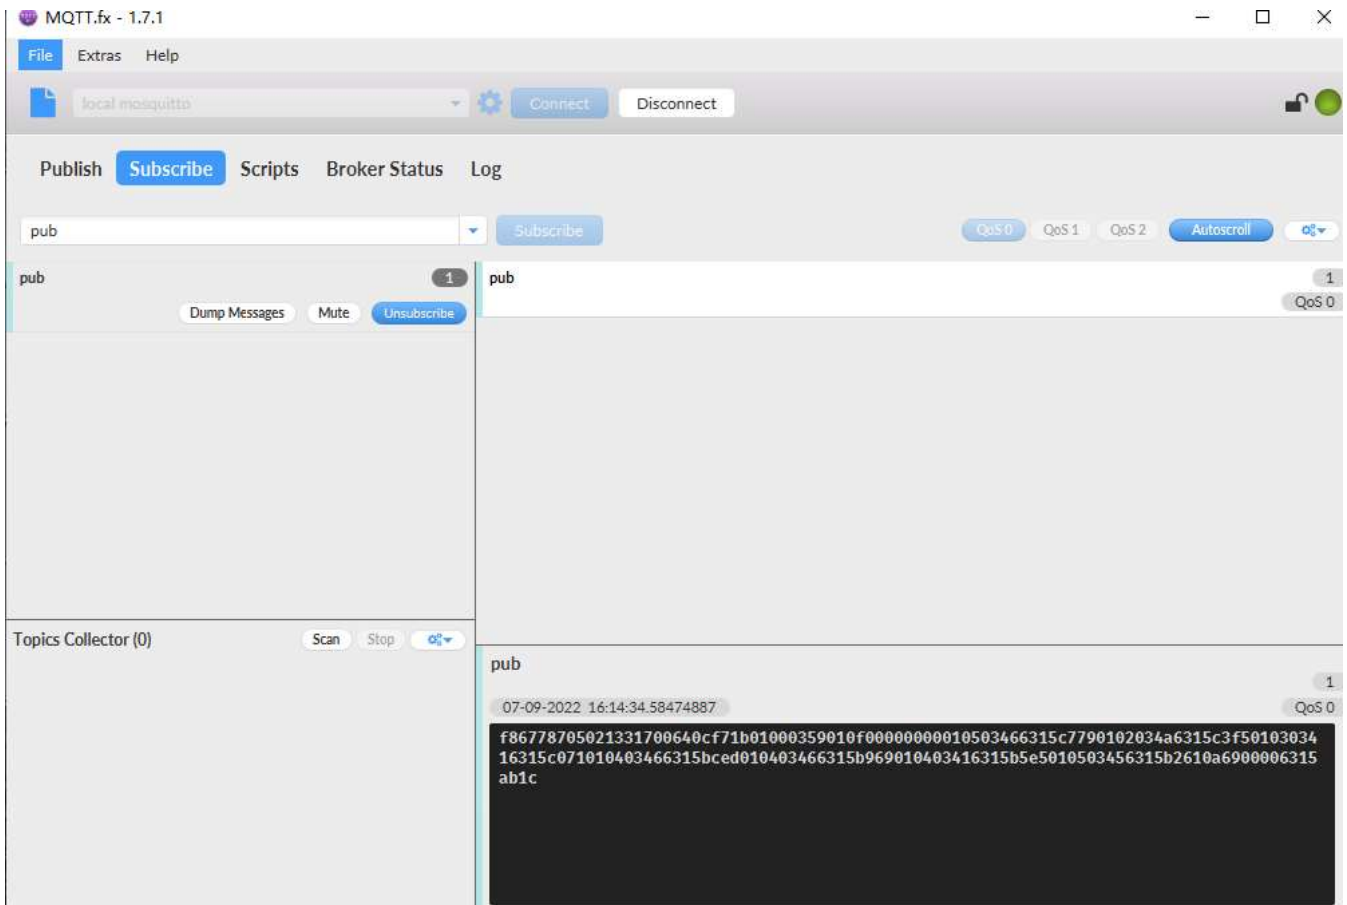 MQTT.fx - 1.7.1
File Extras Help
local mosquitto Connect Disconnect
Publish Subscribe Scripts Broker Status Log
pub Subscribe QoS 0 QoS 1 QoS 2 Autoscroll
pub 1
Dump Messages Mute Unsubscribe
pub 1
QoS 0
Topics Collector (0) Scan Stop
pub
1
07-09-2022 16:14:34.58474887 QoS 0
f86778705021331700640cf71b01000359010f00000000010503466315c7790102034a6315c3f50103034
16315c071010403466315bced010403466315b969010403416315b5e5010503456315b2610a6900006315
ab1c